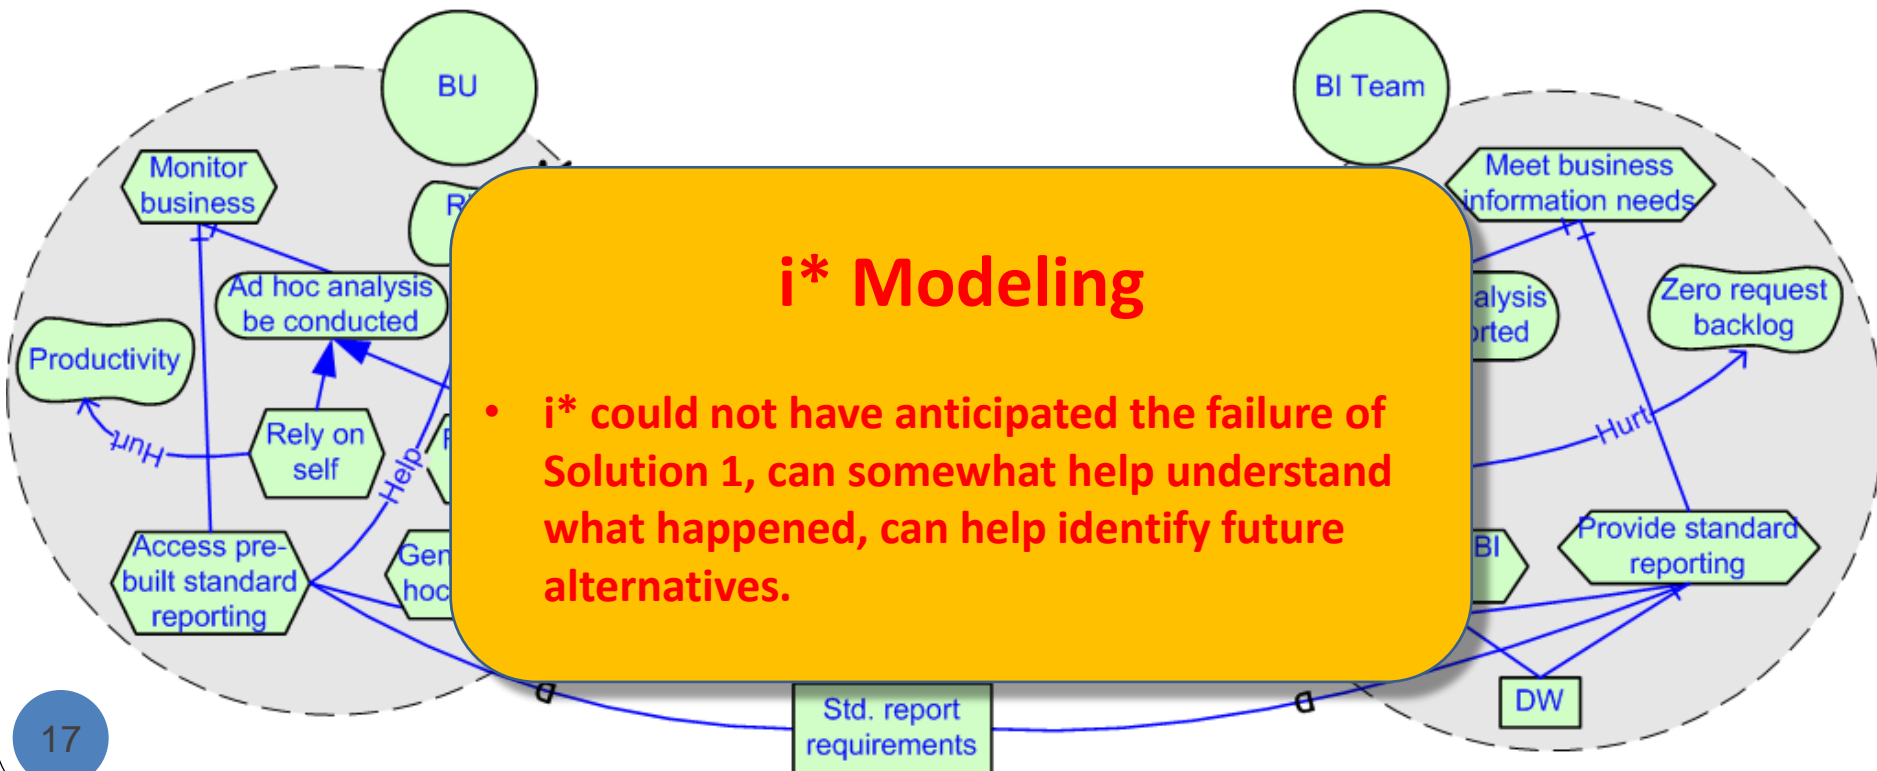 BU
BI Team
Monitor
business
Meet business
information needs
i* Modeling
Ad hoc analysis
be conducted
Zero request
backlog
Productivity
• i* could not have anticipated the failure of
Solution 1, can somewhat help understand
what happened, can help identify future
alternatives.
Hurt
Rely on
self
Help
Hurt
Access pre-
built standard
reporting
hoc
BI
Provide standard
reporting
D
D
Std. report
requirements
DW
17